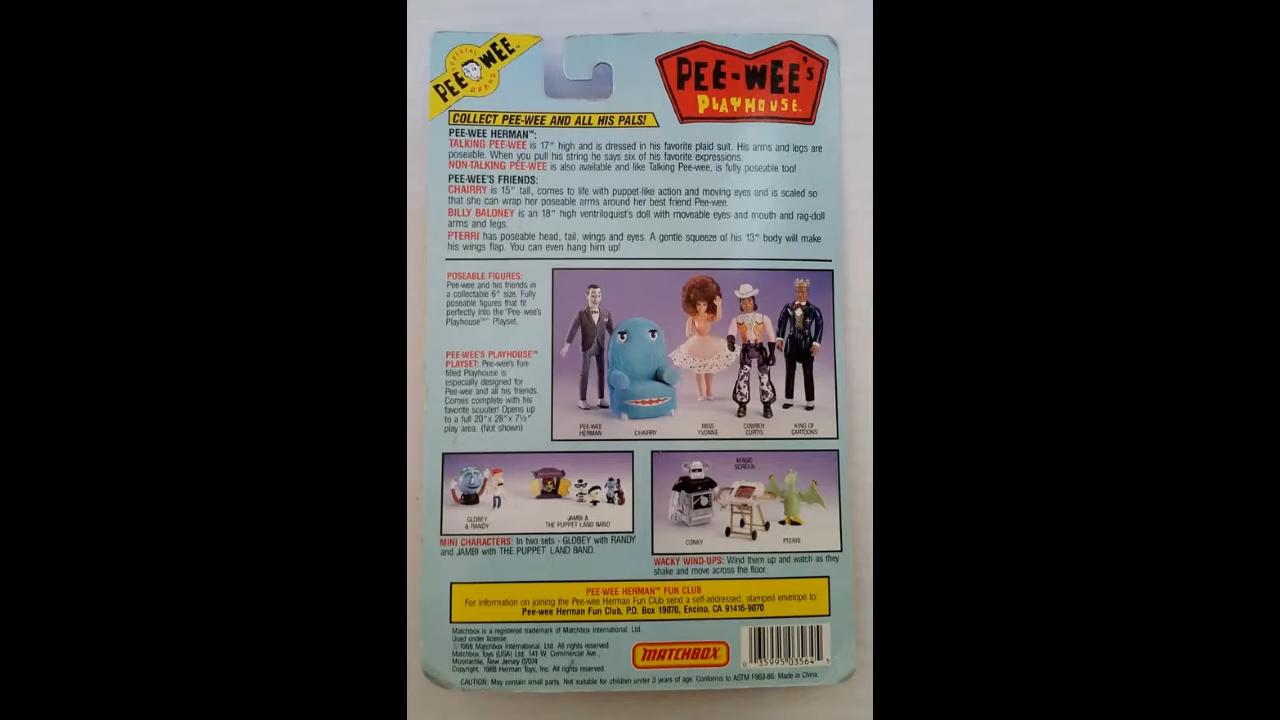 OFFICIAL
PEE WEE™
BRAND
PEE-WEE's
PLAYHOUSE™
COLLECT PEE-WEE AND ALL HIS PALS!
PEE-WEE HERMAN™:
TALKING PEE-WEE is 17" high and is dressed in his favorite plaid suit. His arms and legs are
poseable. When you pull his string he says six of his favorite expressions.
NON-TALKING PEE-WEE is also available and like Talking Pee-wee, is fully poseable too!
PEE-WEE'S FRIENDS:
CHAIRRY is 15" tall, comes to life with puppet-like action and moving eyes and is scaled so
that she can wrap her poseable arms around her best friend Pee-wee.
BILLY BALONEY is an 18" high ventriloquist's doll with moveable eyes and mouth and rag-doll
arms and legs.
PTERRI has poseable head, tail, wings and eyes. A gentle squeeze of his 13" body will make
his wings flap. You can even hang him up!
POSEABLE FIGURES:
Pee-wee and his friends in
a collectable 6" size. Fully
poseable figures that fit
perfectly into the "Pee-wee's
Playhouse™" Playset.
PEE-WEE'S PLAYHOUSE™
PLAYSET: Pee-wee's fun-
filled Playhouse is
especially designed for
Pee-wee and all his friends.
Comes complete with his
favorite scooter! Opens up
to a full 20" x 28" x 7½"
play area. (Not shown)
PEE-WEE
HERMAN
CHAIRRY
MISS
YVONNE
COWBOY
CURTIS
KING OF
CARTOONS
GLOBEY
& RANDY
JAMBI &
THE PUPPET LAND BAND
MINI CHARACTERS: In two sets - GLOBEY with RANDY
and JAMBI with THE PUPPET LAND BAND.
MAGIC
SCREEN
CONKY
PTERRI
WACKY WIND-UPS: Wind them up and watch as they
shake and move across the floor.
PEE-WEE HERMAN™ FUN CLUB
For information on joining the Pee-wee Herman Fun Club send a self-addressed, stamped envelope to:
Pee-wee Herman Fun Club, P.O. Box 19070, Encino, CA 91416-9070
Matchbox is a registered trademark of Matchbox International, Ltd.
Used under license.
© 1988 Matchbox International, Ltd. All rights reserved.
Matchbox Toys (USA) Ltd. 141 W. Commercial Ave.,
Moonachie, New Jersey 07074
Copyright, 1988 Herman Toys, Inc. All rights reserved.
MATCHBOX
0 35995 03564 5
CAUTION: May contain small parts. Not suitable for children under 3 years of age. Conforms to ASTM F963-86. Made in China.